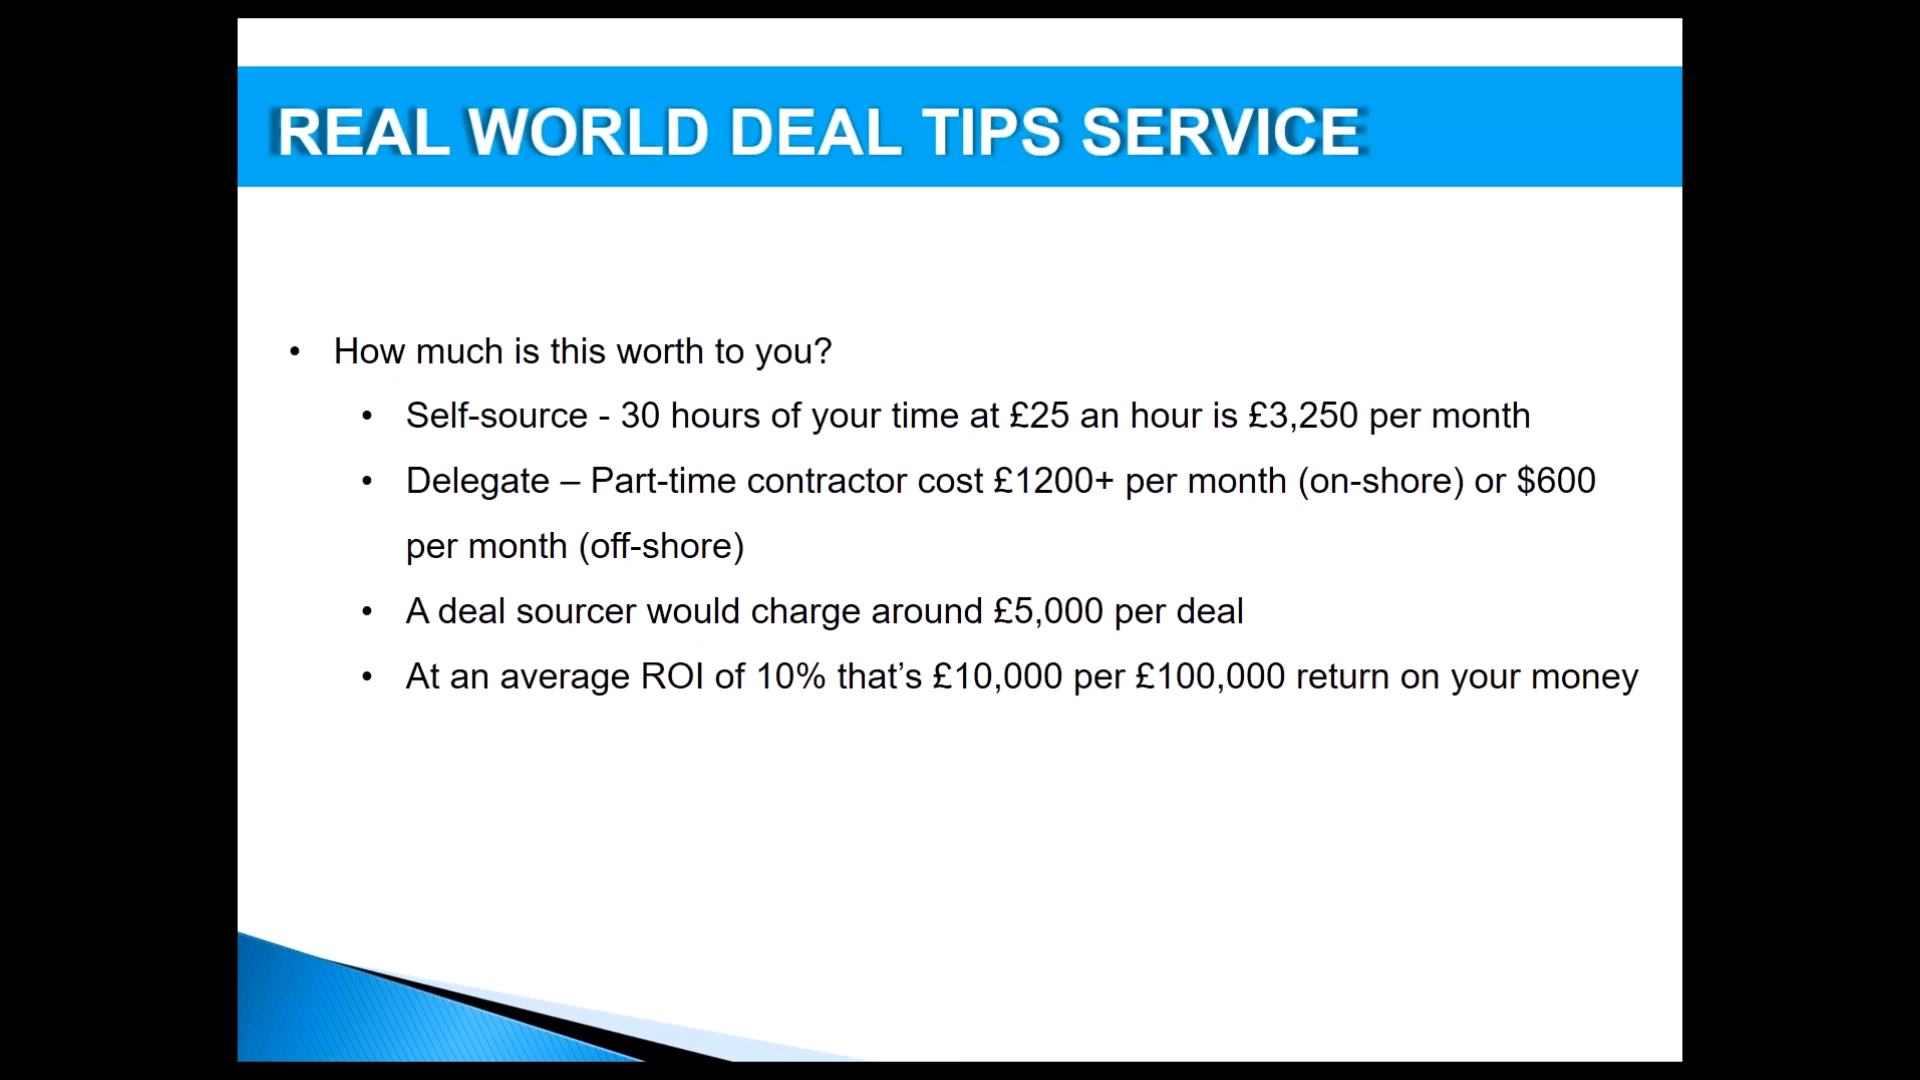 REAL WORLD DEAL TIPS SERVICE
• How much is this worth to you?
• Self-source - 30 hours of your time at £25 an hour is £3,250 per month
• Delegate – Part-time contractor cost £1200+ per month (on-shore) or $600
per month (off-shore)
• A deal sourcer would charge around £5,000 per deal
• At an average ROI of 10% that’s £10,000 per £100,000 return on your money